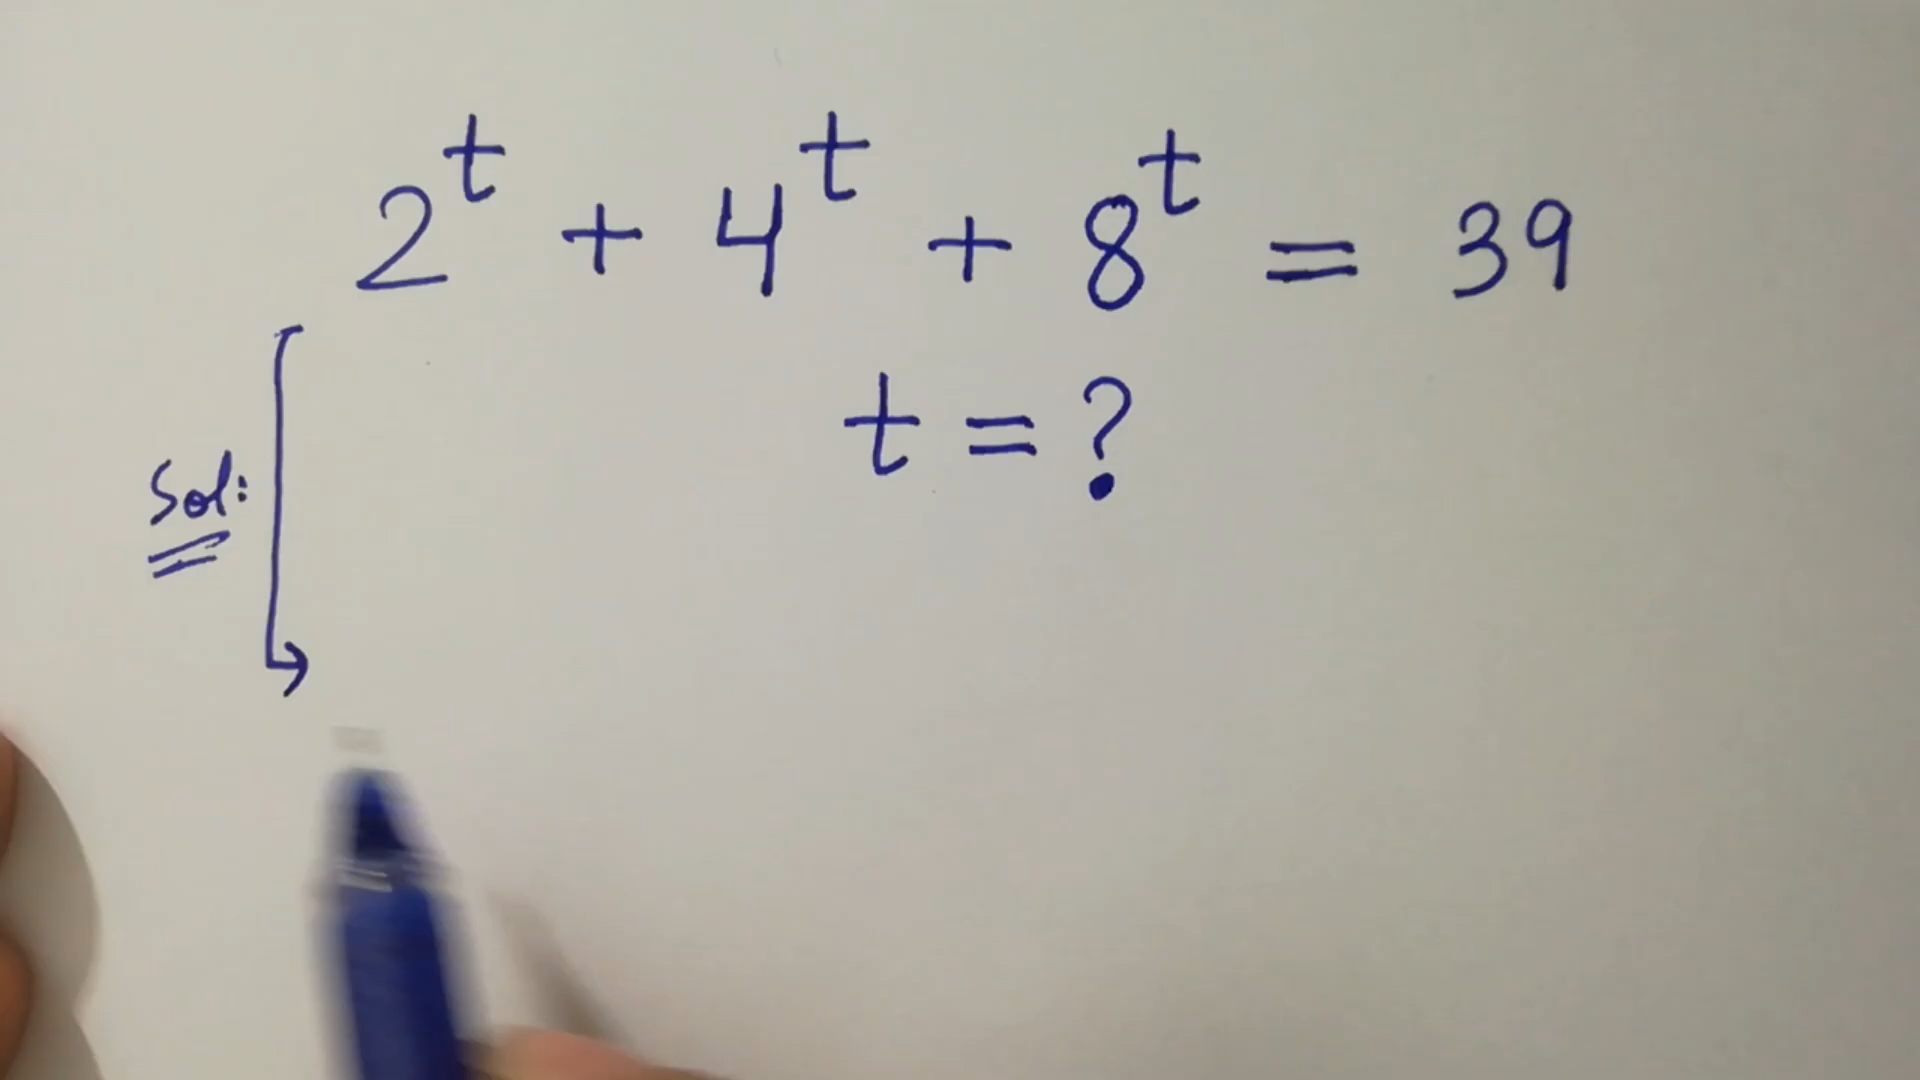 2^t + 4^t + 8^t = 39
t = ?
Sol: